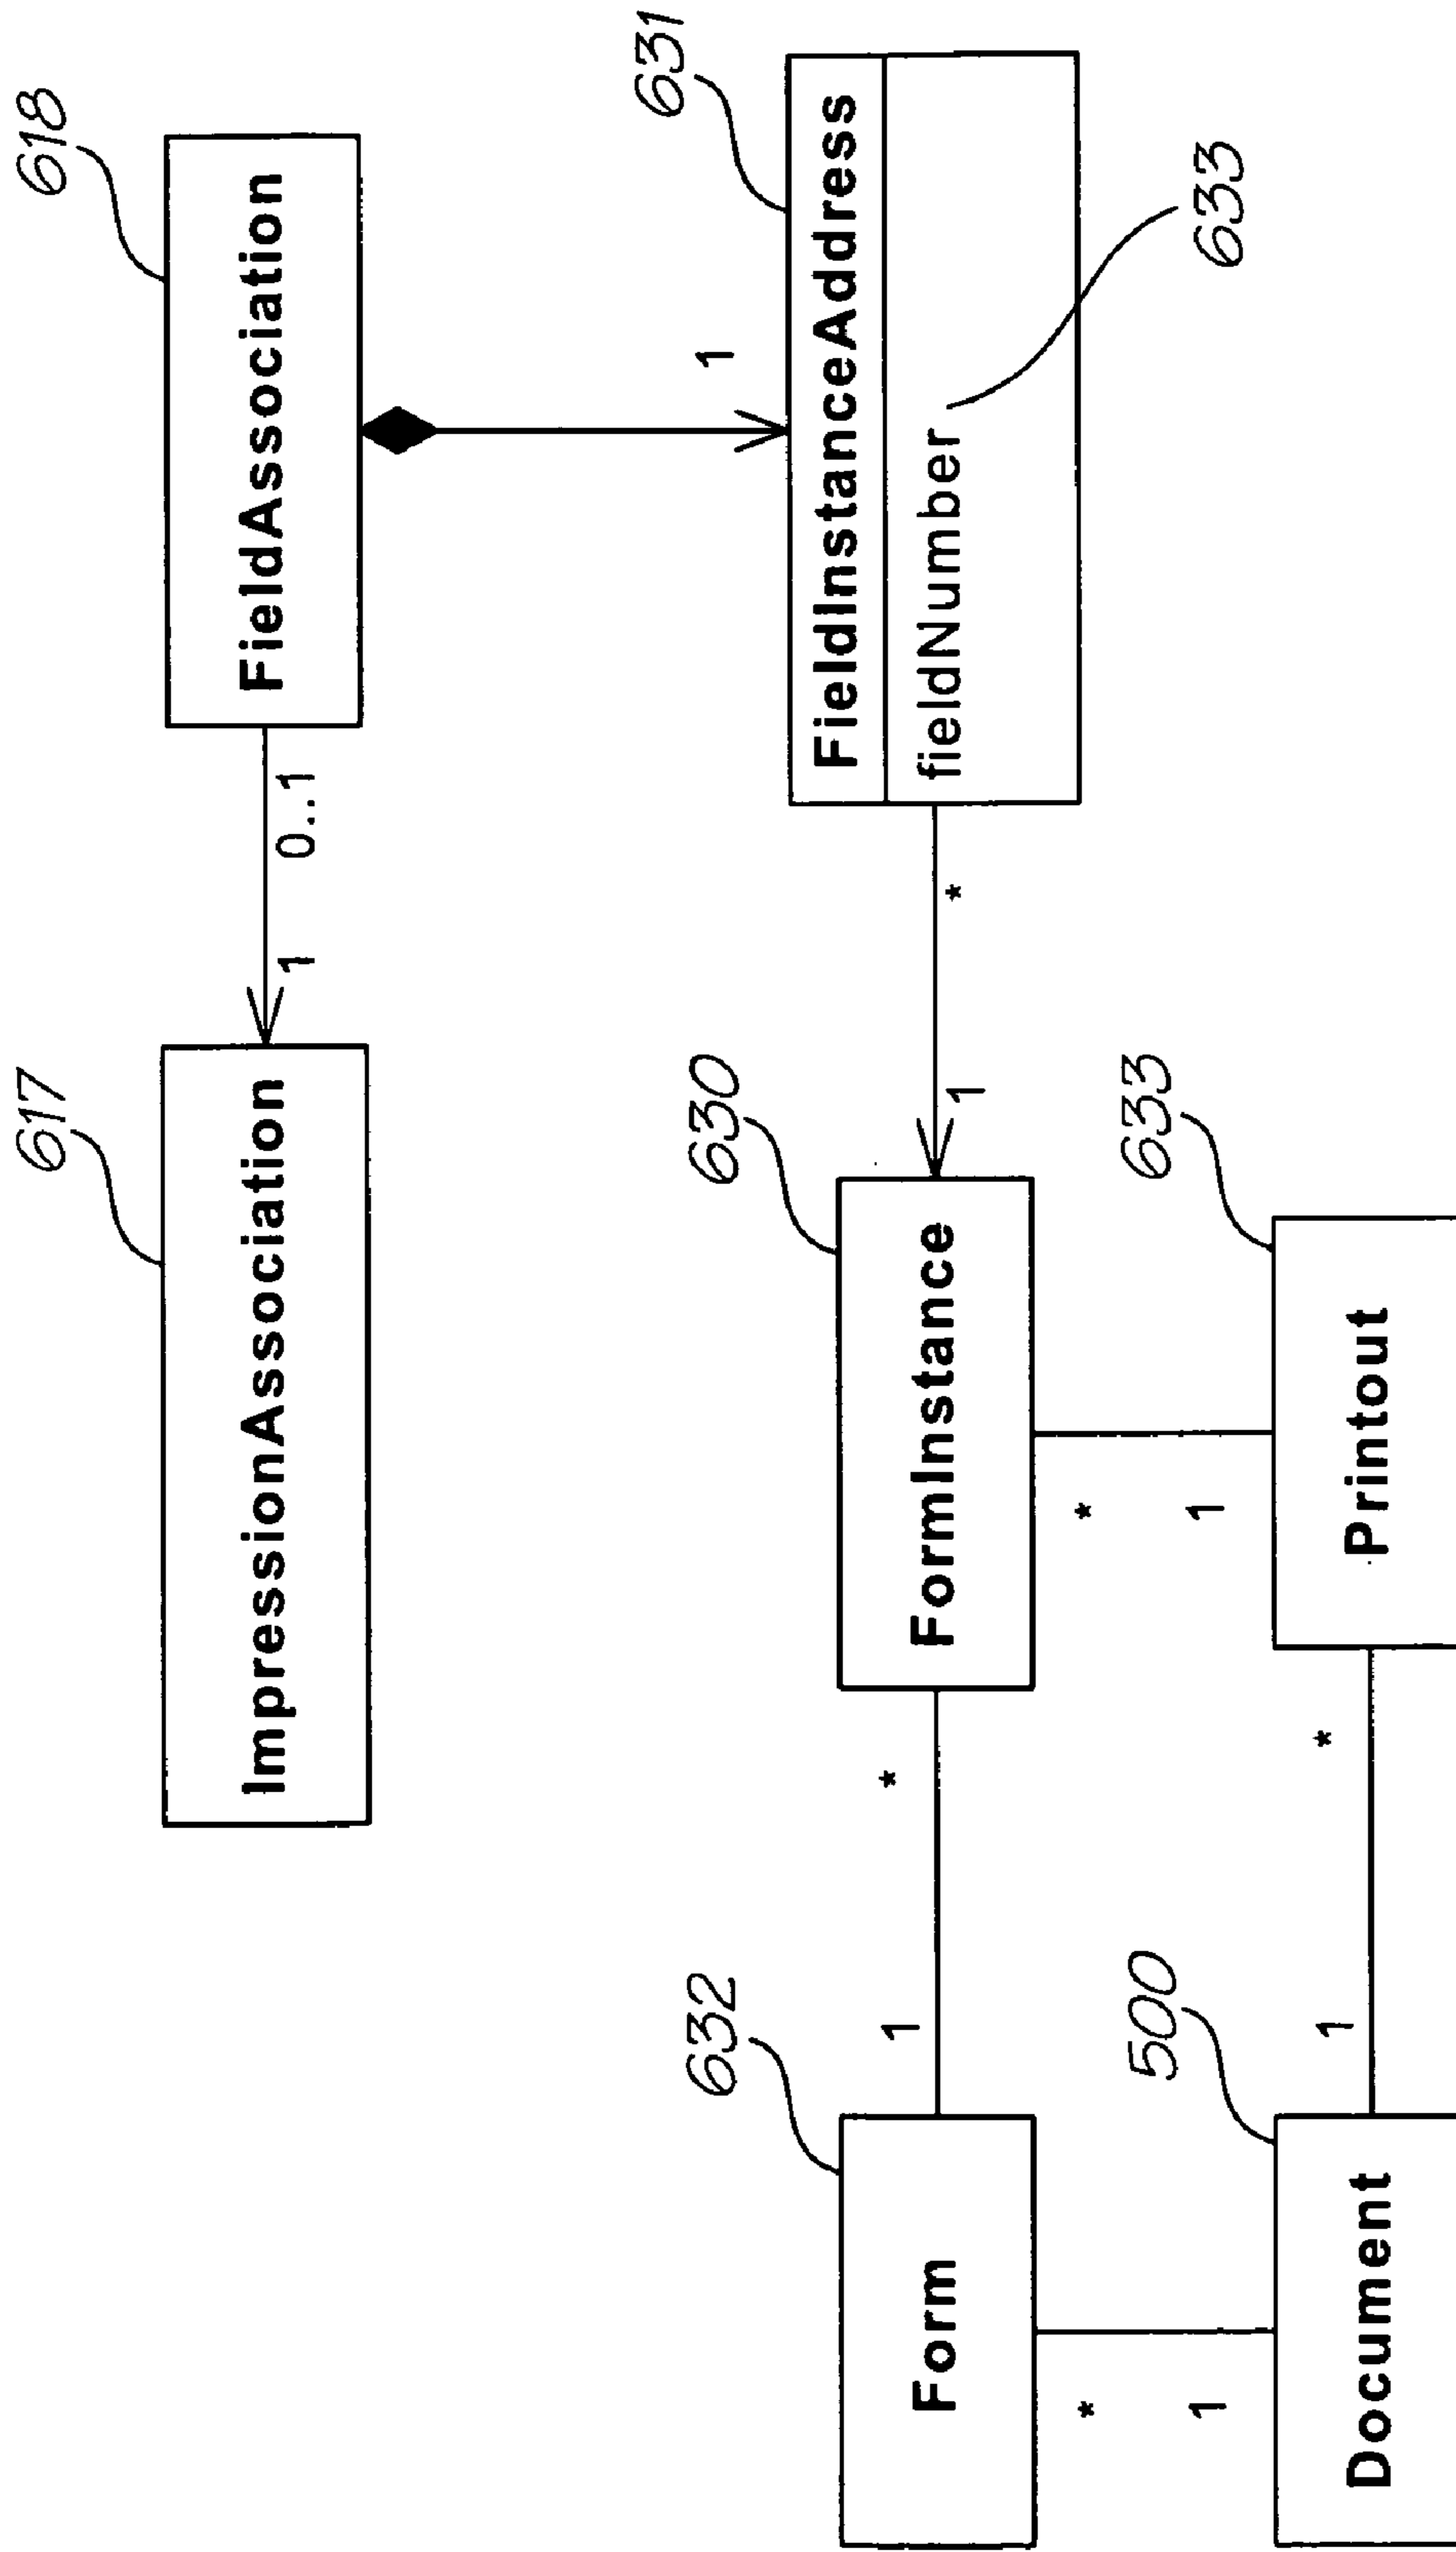 617
618
ImpressionAssociation
1
0..1
FieldAssociation
1
632
630
631
Form
1
*
FormInstance
1
*
FieldInstanceAddress
fieldNumber
633
*
1
*
1
500
633
Document
1
*
Printout